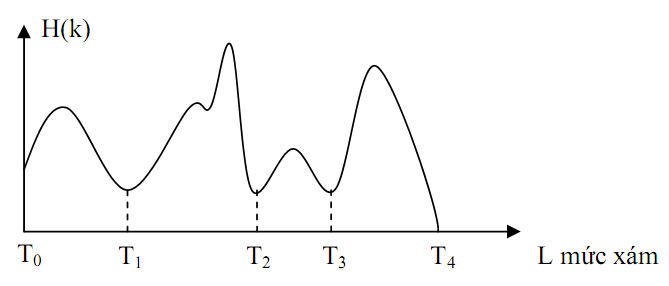 H(k)
T₀ T₁ T₂ T₃ T₄ L mức xám